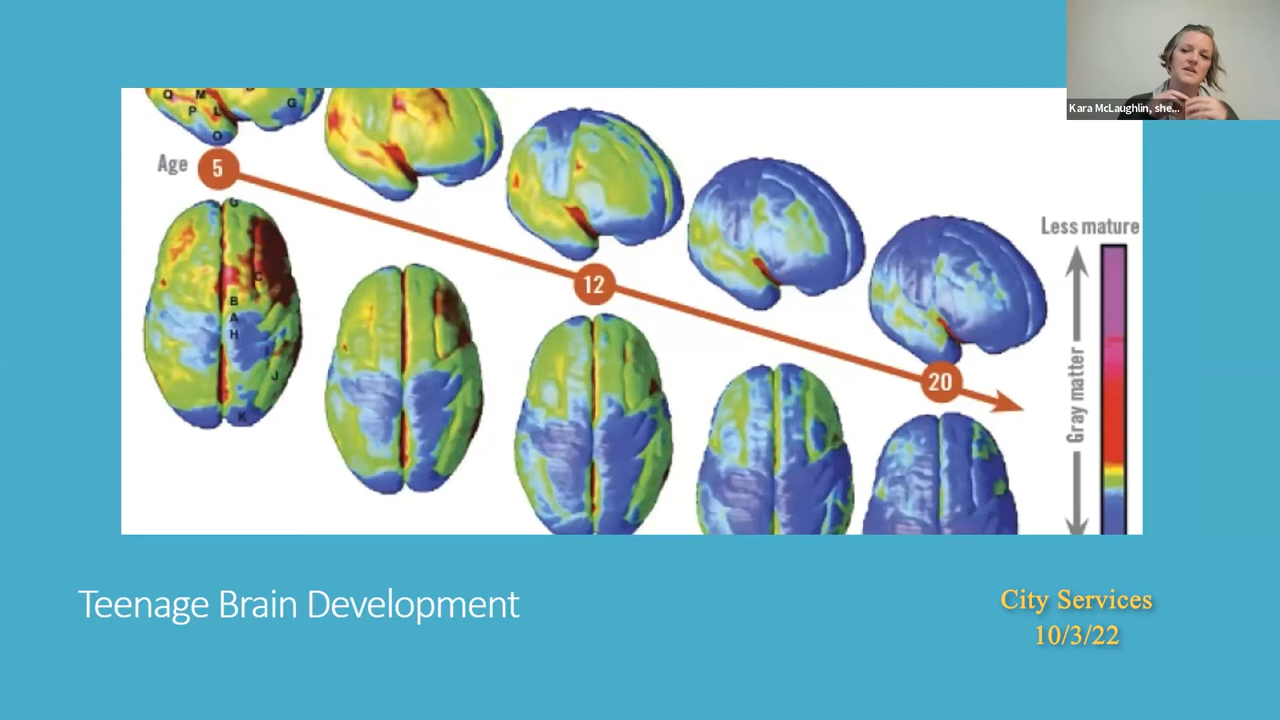 Kara McLaughlin, she...
Q
M
G
P
L
O
Age
5
G
C
B
A
H
J
K
12
20
Less mature
Gray matter
Teenage Brain Development
City Services
10/3/22